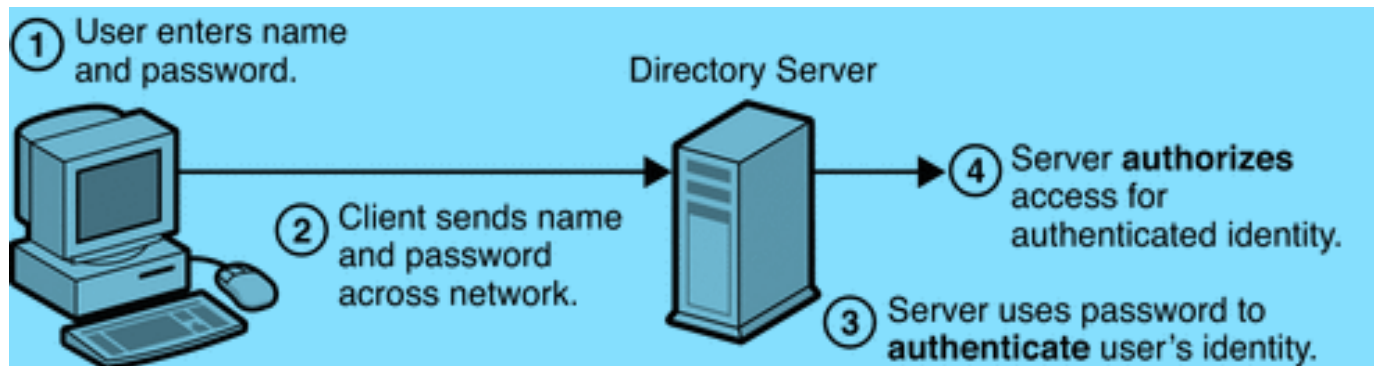 1 User enters name
and password.
Directory Server
2 Client sends name
and password
across network.
3 Server uses password to
authenticate user's identity.
4 Server authorizes
access for
authenticated identity.